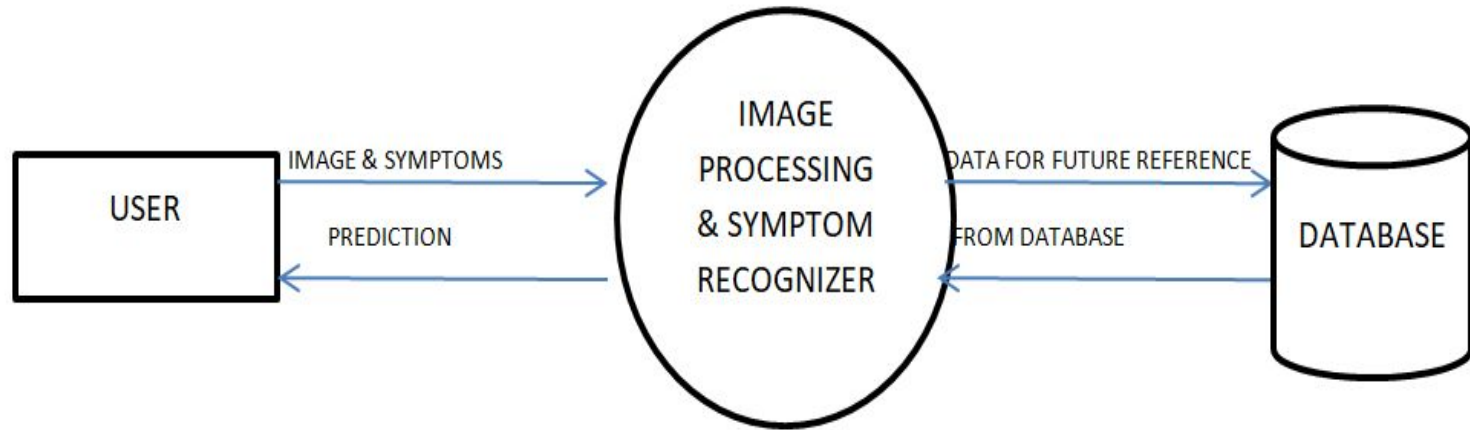 USER
IMAGE & SYMPTOMS
PREDICTION
IMAGE
PROCESSING
& SYMPTOM
RECOGNIZER
DATA FOR FUTURE REFERENCE
FROM DATABASE
DATABASE